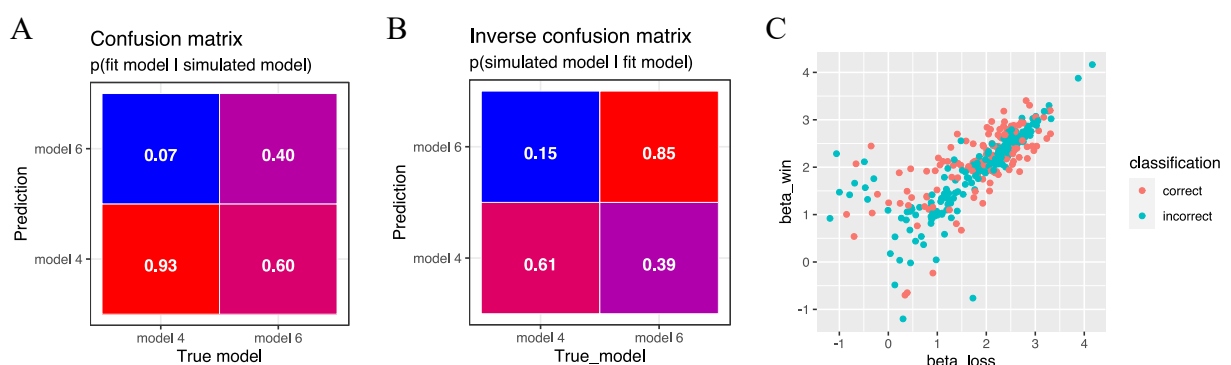 A
Confusion matrix
p(fit model I simulated model)
Prediction
model 6
model 4
0.07
0.40
0.93
0.60
model 4
model 6
True model
B
Inverse confusion matrix
p(simulated model I fit model)
Prediction
model 6
model 4
0.15
0.85
0.61
0.39
model 4
model 6
True_model
C
beta_win
4
3
2
1
0
-1
-1
0
1
2
3
4
beta_loss
classification
correct
incorrect